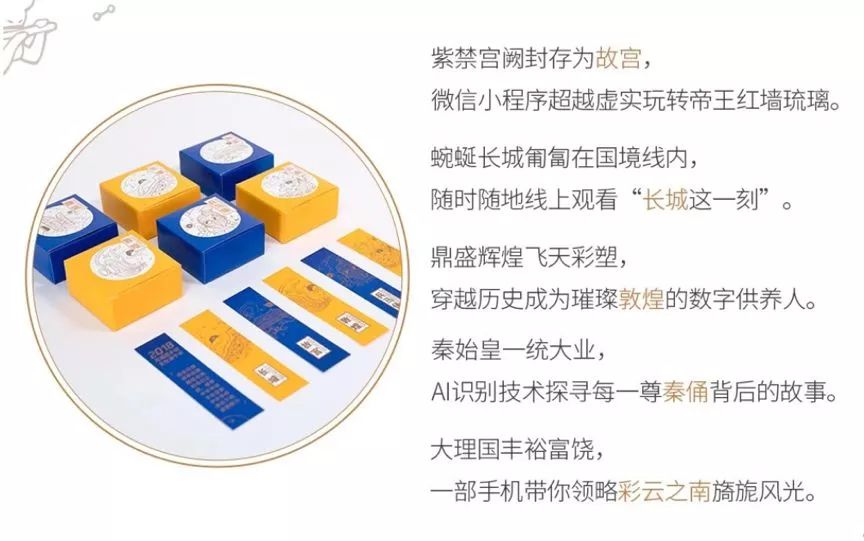 紫禁宫阙封存为故宫，
微信小程序超越虚实玩转帝王红墙琉璃。
蜿蜒长城匍匐在国境线内，
随时随地线上观看“长城这一刻”。
鼎盛辉煌飞天彩塑，
穿越历史成为璀璨敦煌的数字供养人。
秦始皇一统大业，
AI识别技术探寻每一尊秦俑背后的故事。
大理国丰裕富饶，
一部手机带你领略彩云之南旖旎风光。
2018